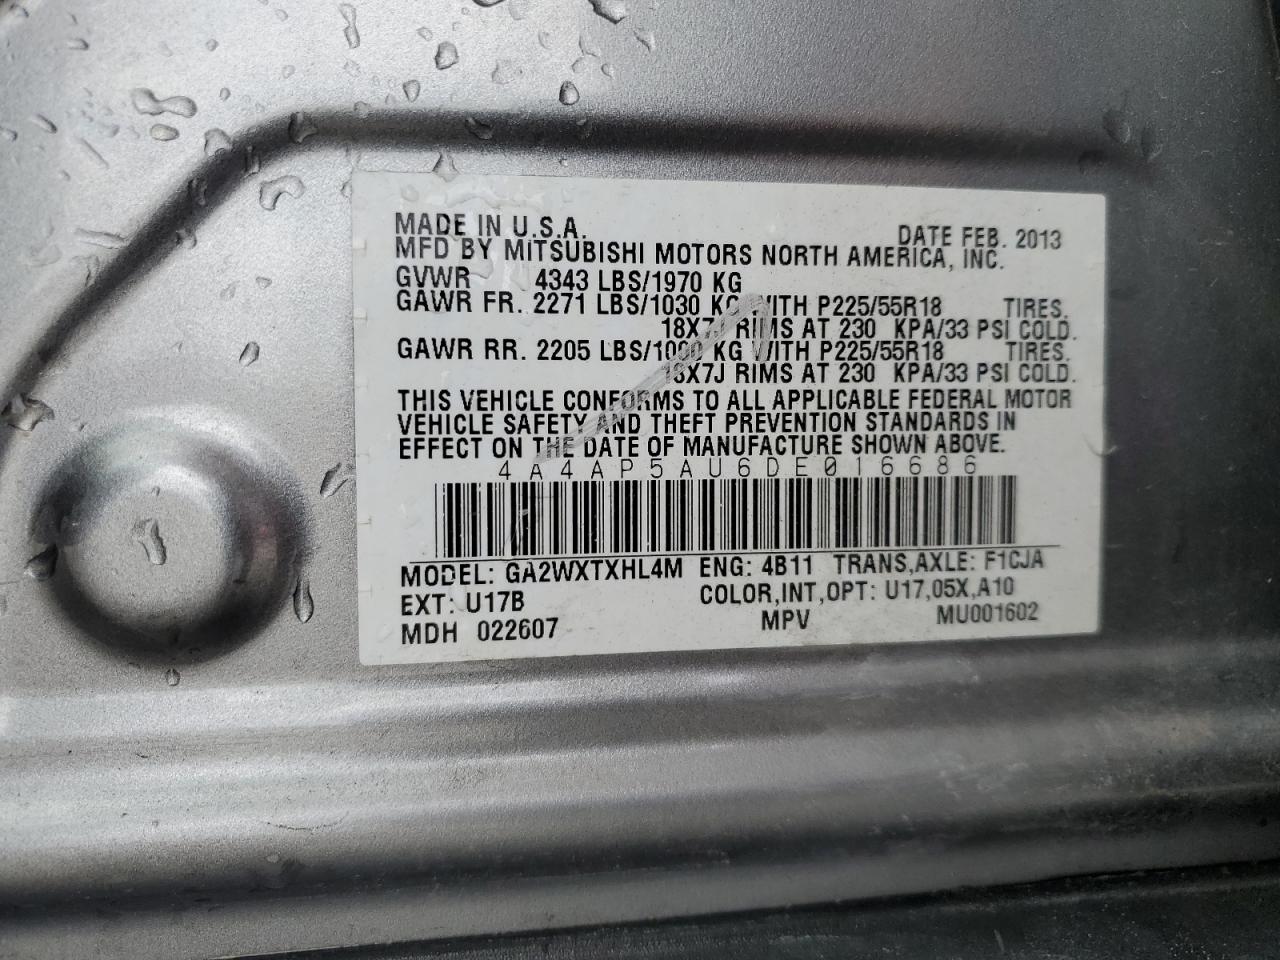 MADE IN U.S.A. DATE FEB. 2013
MFD BY MITSUBISHI MOTORS NORTH AMERICA, INC.
GVWR 4343 LBS/1970 KG
GAWR FR. 2271 LBS/1030 KG WITH P225/55R18 TIRES.
18X7J RIMS AT 230 KPA/33 PSI COLD.
GAWR RR. 2205 LBS/1000 KG WITH P225/55R18 TIRES.
18X7J RIMS AT 230 KPA/33 PSI COLD.
THIS VEHICLE CONFORMS TO ALL APPLICABLE FEDERAL MOTOR
VEHICLE SAFETY AND THEFT PREVENTION STANDARDS IN
EFFECT ON THE DATE OF MANUFACTURE SHOWN ABOVE.
4A4AP5AU6DE016686
MODEL: GA2WXTXHL4M ENG: 4B11 TRANS,AXLE: F1CJA
EXT: U17B COLOR,INT,OPT: U17,05X,A10
MDH 022607 MPV MU001602